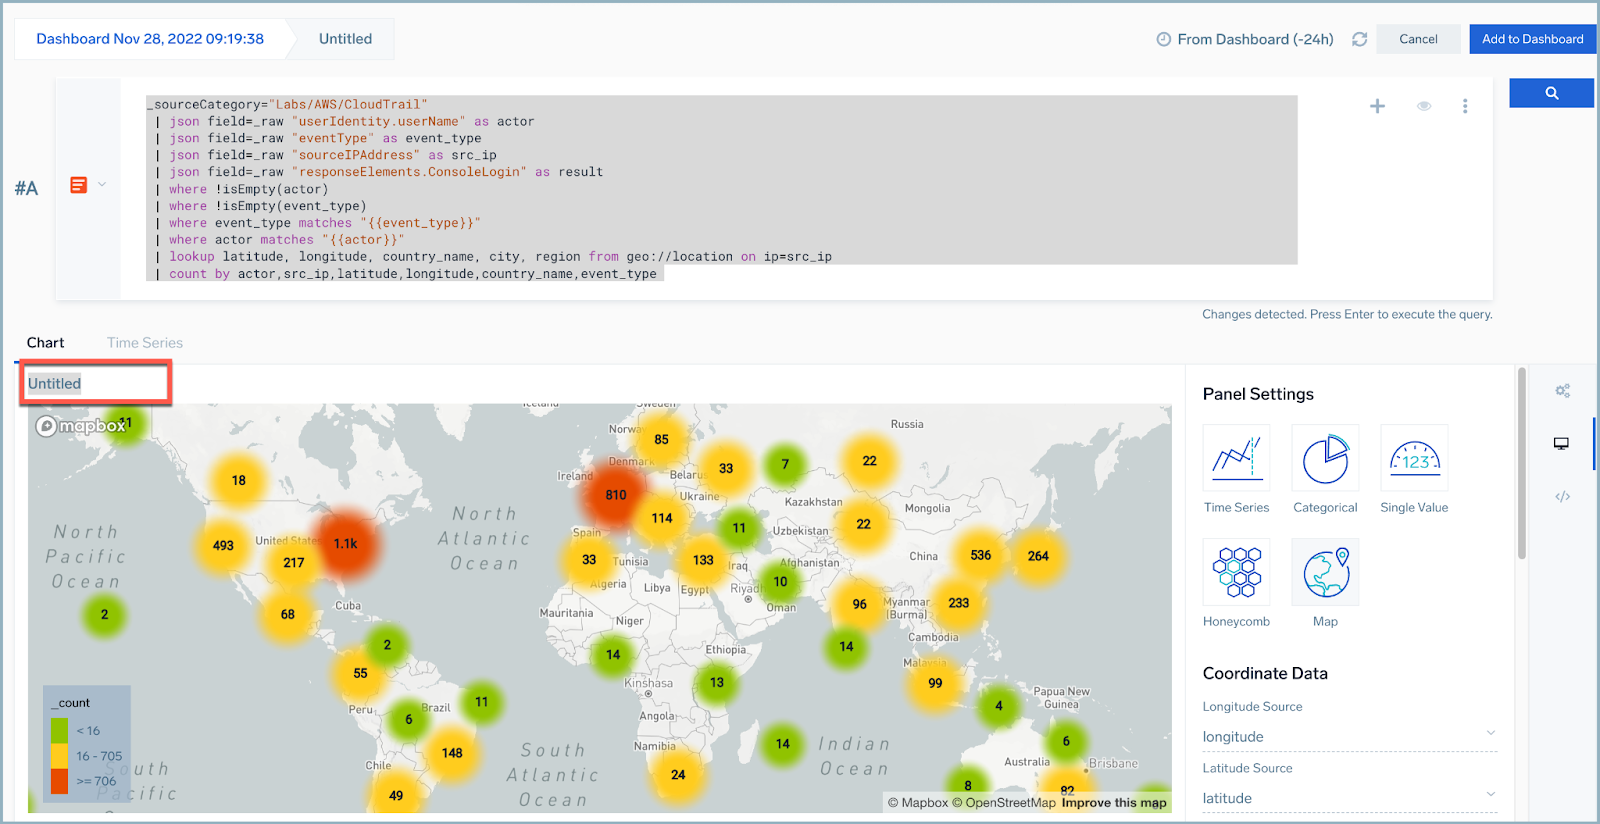 Dashboard Nov 28, 2022 09:19:38
Untitled
From Dashboard (-24h)
Cancel
Add to Dashboard
#A
_sourceCategory="Labs/AWS/CloudTrail"
| json field=_raw "userIdentity.userName" as actor
| json field=_raw "eventType" as event_type
| json field=_raw "sourceIPAddress" as src_ip
| json field=_raw "responseElements.ConsoleLogin" as result
| where !isEmpty(actor)
| where !isEmpty(event_type)
| where event_type matches "{{event_type}}"
| where actor matches "{{actor}}"
| lookup latitude, longitude, country_name, city, region from geo://location on ip=src_ip
| count by actor,src_ip,latitude,longitude,country_name,event_type
Changes detected. Press Enter to execute the query.
Chart
Time Series
Untitled
mapbox
11
Iceland
Sweden
Russia
Norway
85
Denmark
Ireland
33
Belarus
7
22
18
810
Ukraine
Kazakhstan
Mongolia
North
Pacific
Ocean
North
Atlantic
Ocean
114
11
22
Uzbekistan
493
United States
1.1k
217
Spain
33
Tunisia
133
Iraq
Afghanistan
China
536
264
Algeria
Libya
Egypt
Riyadh
10
Oman
2
68
Cuba
Mauritania
Niger
96
Myanmar
(Burma)
233
Cambodia
2
14
Ethiopia
14
Malaysia
55
Kinshasa
13
99
Peru
Brazil
11
6
Angola
4
Papua New
Guinea
148
Namibia
14
6
Chile
South
Atlantic
Ocean
Indian
Ocean
Australia
Brisbane
24
49
8
82
South
Pacific
Ocean
_count
< 16
16 - 705
>= 706
© Mapbox © OpenStreetMap Improve this map
Panel Settings
Time Series
Categorical
123
Single Value
Honeycomb
Map
Coordinate Data
Longitude Source
longitude
Latitude Source
latitude